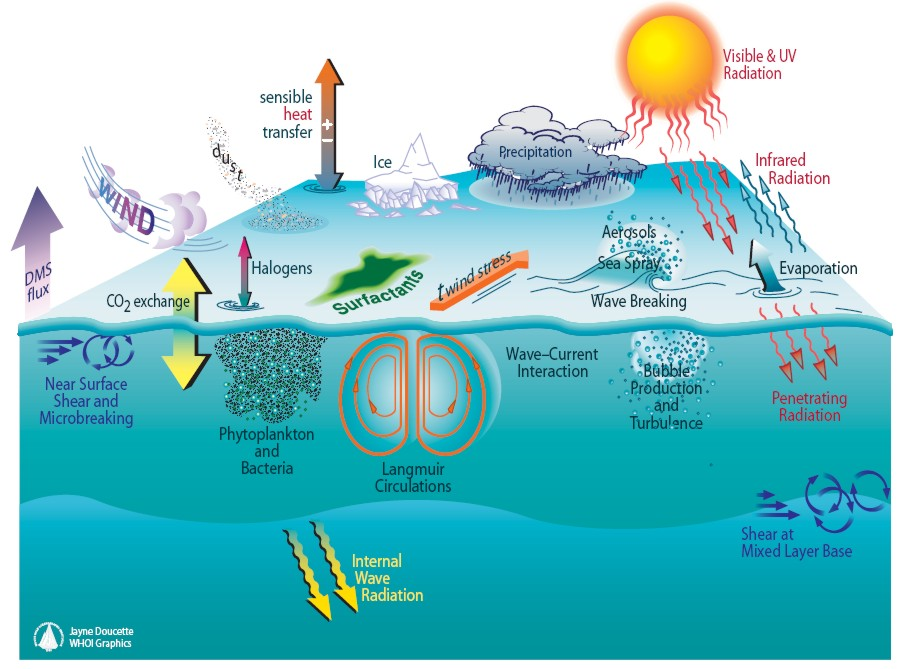 Visible & UV
Radiation
sensible
heat
transfer
+
–
dust
Ice
Precipitation
Infrared
Radiation
WIND
DMS
flux
CO2 exchange
Halogens
Surfactants
τ wind stress
Aerosols
Sea Spray
Wave Breaking
Evaporation
Near Surface
Shear and
Microbreaking
Phytoplankton
and
Bacteria
Langmuir
Circulations
Wave–Current
Interaction
Bubble
Production
and
Turbulence
Penetrating
Radiation
Shear at
Mixed Layer Base
Internal
Wave
Radiation
Jayne Doucette
WHOI Graphics